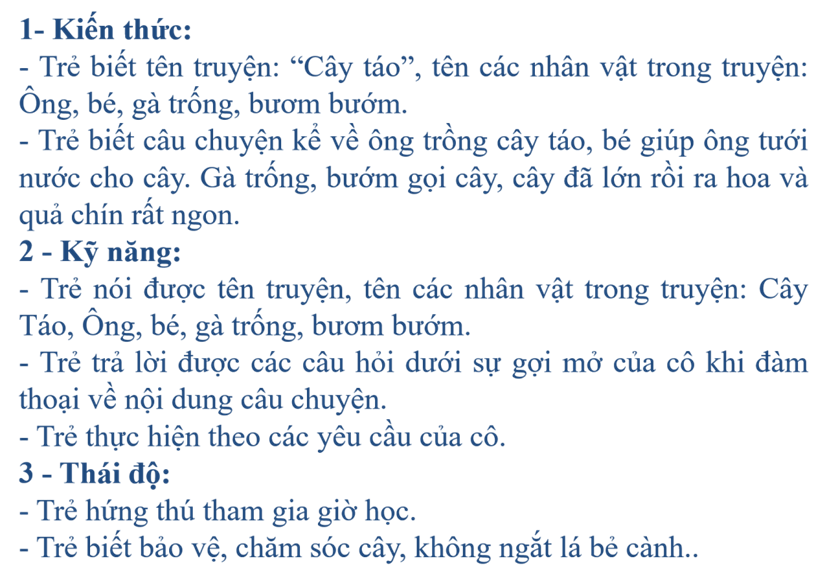 1- Kiến thức:
- Trẻ biết tên truyện: “Cây táo”, tên các nhân vật trong truyện:
Ông, bé, gà trống, bươm bướm.
- Trẻ biết câu chuyện kể về ông trồng cây táo, bé giúp ông tưới
nước cho cây. Gà trống, bướm gọi cây, cây đã lớn rồi ra hoa và
quả chín rất ngon.
2 - Kỹ năng:
- Trẻ nói được tên truyện, tên các nhân vật trong truyện: Cây
Táo, Ông, bé, gà trống, bươm bướm.
- Trẻ trả lời được các câu hỏi dưới sự gợi mở của cô khi đàm
thoại về nội dung câu chuyện.
- Trẻ thực hiện theo các yêu cầu của cô.
3 - Thái độ:
- Trẻ hứng thú tham gia giờ học.
- Trẻ biết bảo vệ, chăm sóc cây, không ngắt lá bẻ cành..